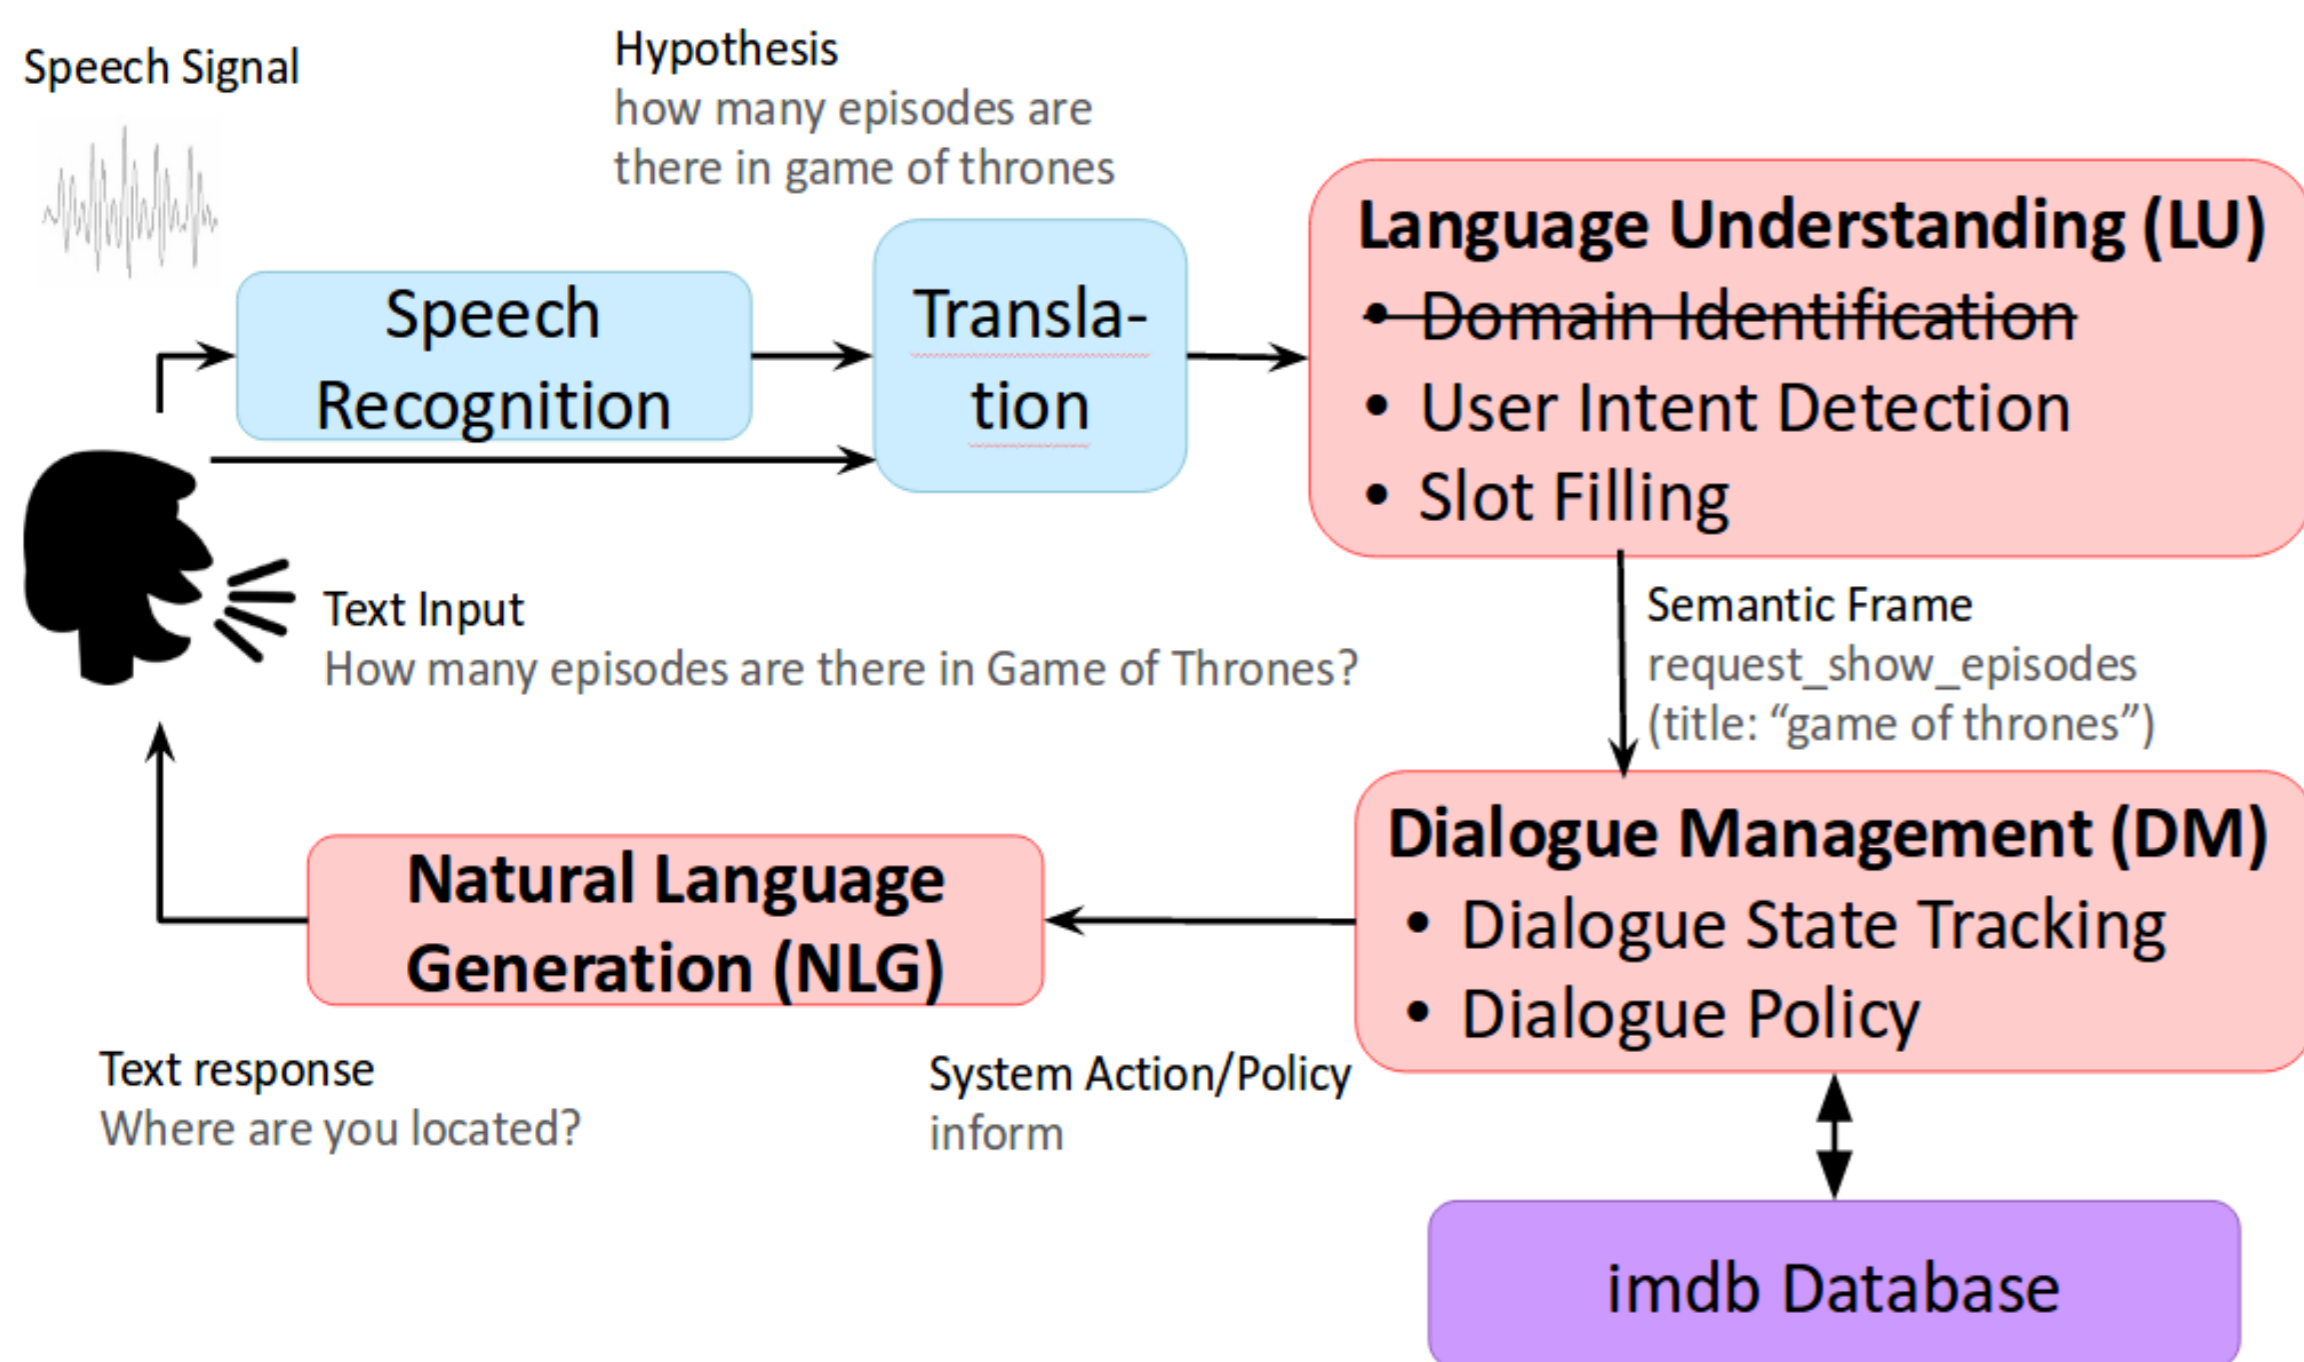 Speech Signal
Hypothesis
how many episodes are
there in game of thrones
Speech
Recognition
Transla-
tion
Language Understanding (LU)
• Domain Identification
• User Intent Detection
• Slot Filling
Text Input
How many episodes are there in Game of Thrones?
Semantic Frame
request_show_episodes
(title: “game of thrones”)
Dialogue Management (DM)
• Dialogue State Tracking
• Dialogue Policy
Natural Language
Generation (NLG)
Text response
Where are you located?
System Action/Policy
inform
imdb Database